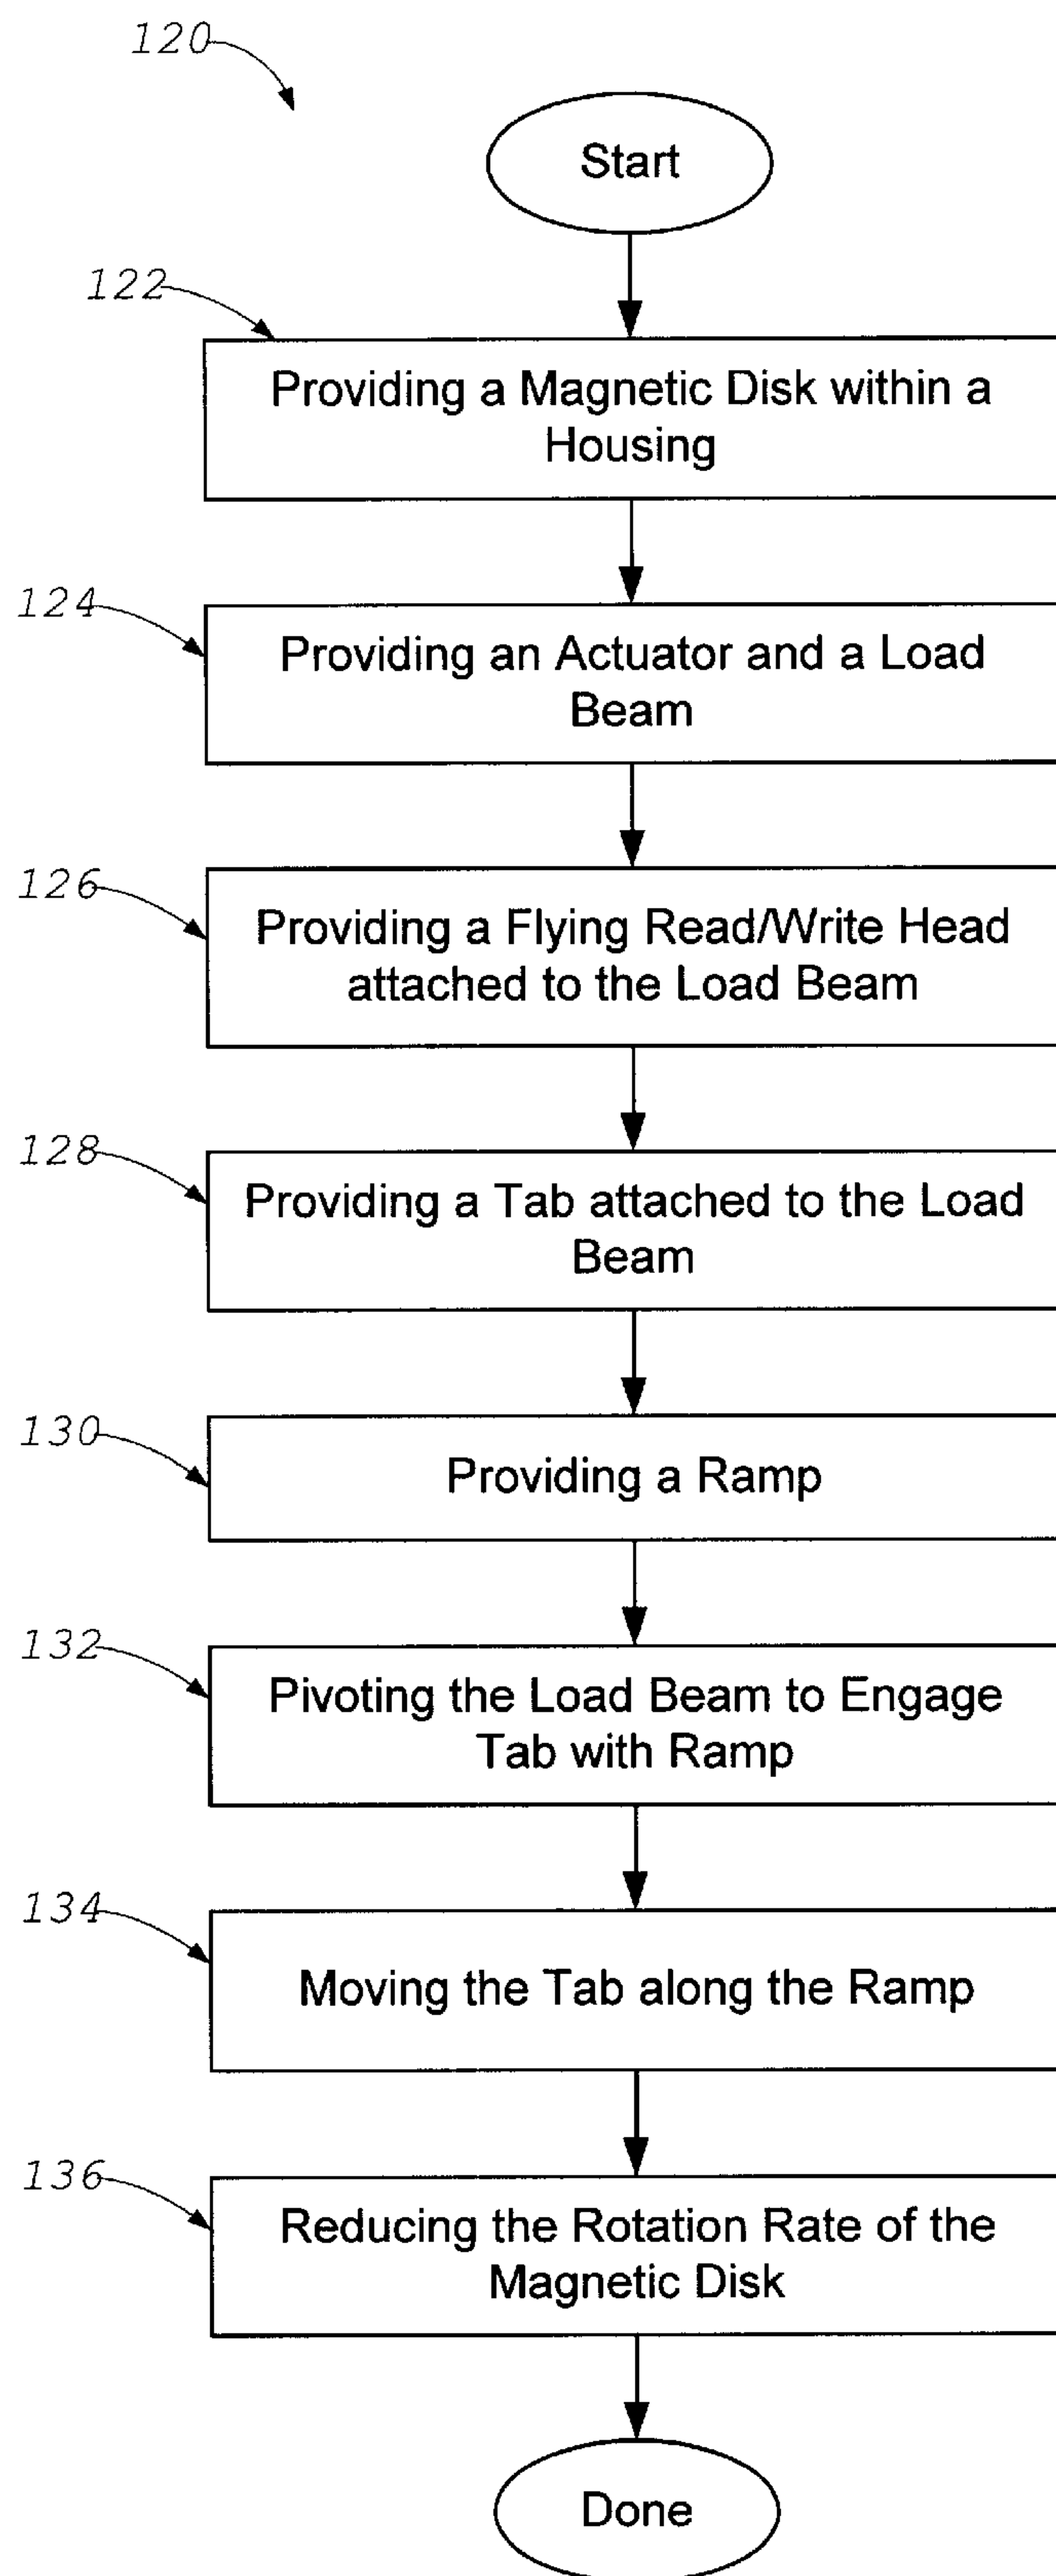 120
Start
122
Providing a Magnetic Disk within a
Housing
124
Providing an Actuator and a Load
Beam
126
Providing a Flying Read/Write Head
attached to the Load Beam
128
Providing a Tab attached to the Load
Beam
130
Providing a Ramp
132
Pivoting the Load Beam to Engage
Tab with Ramp
134
Moving the Tab along the Ramp
136
Reducing the Rotation Rate of the
Magnetic Disk
Done